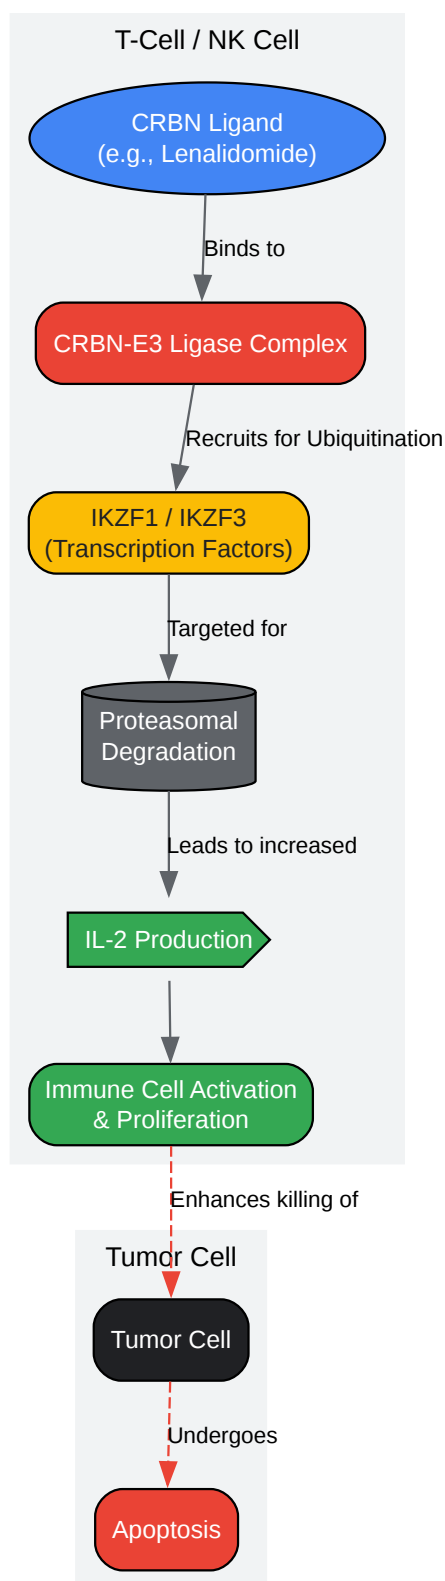 T-Cell / NK Cell
CRBN Ligand
(e.g., Lenalidomide)
Binds to
CRBN-E3 Ligase Complex
Recruits for Ubiquitination
IKZF1 / IKZF3
(Transcription Factors)
Targeted for
Proteasomal
Degradation
Leads to increased
IL-2 Production
Immune Cell Activation
& Proliferation
Enhances killing of
Tumor Cell
Tumor Cell
Undergoes
Apoptosis